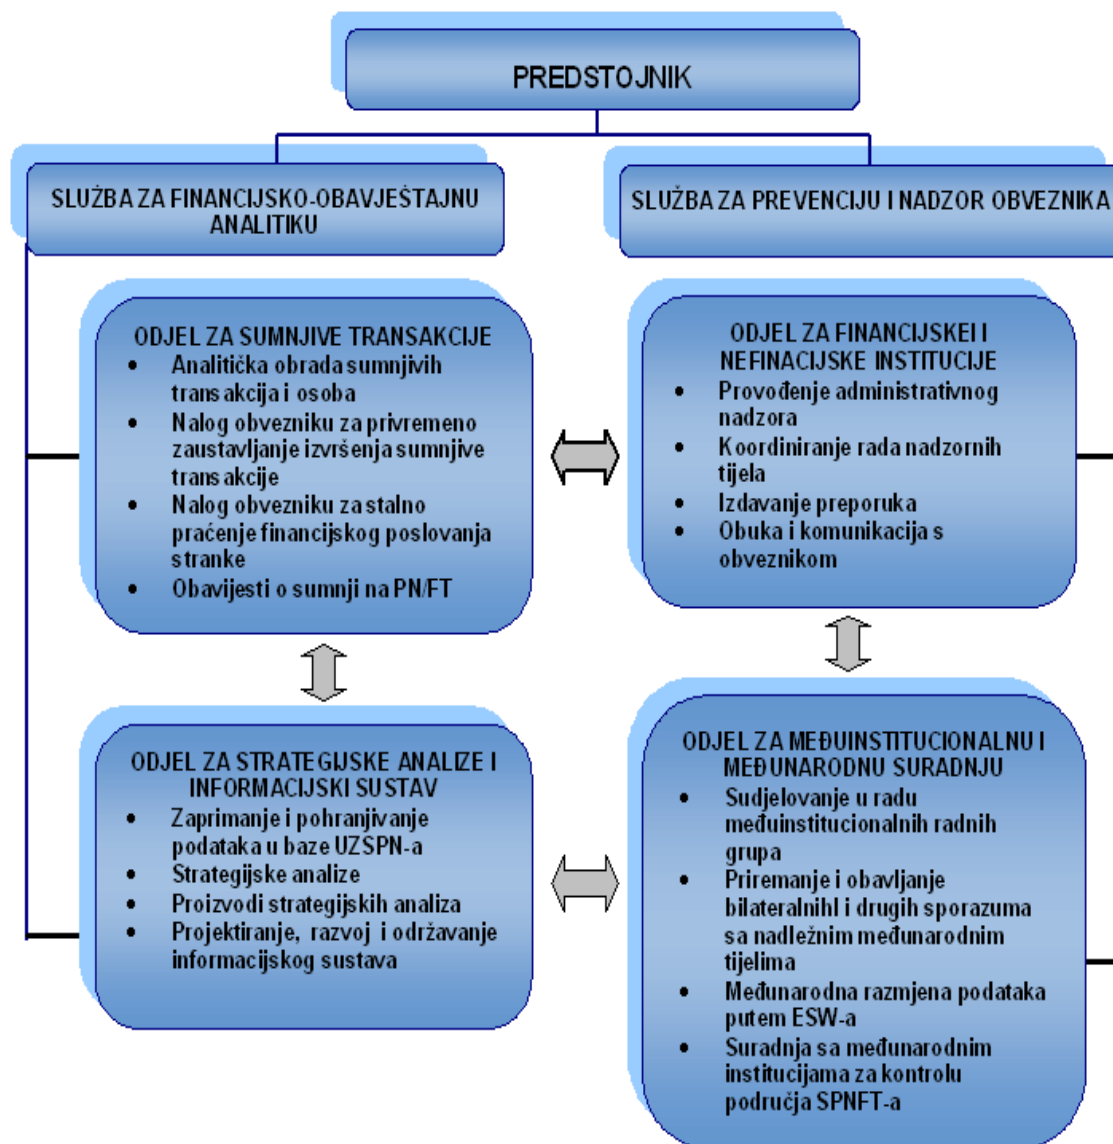 PREDSTOJNIK
SLUŽBA ZA FINANCIJSKO-OBAVJEŠTAJNU
ANALITIKU
SLUŽBA ZA PREVENCIJU I NADZOR OBVEZNIKA
ODJEL ZA SUMNJIVE TRANSAKCIJE
• Analitička obrada sumnjivih
transakcija i osoba
• Nalog obvezniku za privremeno
zaustavljanje izvršenja sumnjive
transakcije
• Nalog obvezniku za stalno
praćenje financijskog poslovanja
stranke
• Obavijesti o sumnji na PN/FT
ODJEL ZA FINANCIJSKEI I
NEFINACIJSKE INSTITUCIJE
• Provođenje administrativnog
nadzora
• Koordiniranje rada nadzornih
tijela
• Izdavanje preporuka
• Obuka i komunikacija s
obveznikom
ODJEL ZA STRATEGIJSKE ANALIZE I
INFORMACIJSKI SUSTAV
• Zaprimanje i pohranjivanje
podataka u baze UZSPN-a
• Strategijske analize
• Proizvodi strategijskih analiza
• Projektiranje, razvoj i održavanje
informacijskog sustava
ODJEL ZA MEĐUINSTITUCIONALNU I
MEĐUNARODNU SURADNJU
• Sudjelovanje u radu
međuinstitucionalnih radnih
grupa
• Priremanje i obavljanje
bilateralnihl i drugih sporazuma
sa nadležnim međunarodnim
tijelima
• Međunarodna razmjena podataka
putem ESW-a
• Suradnja sa međunarodnim
institucijama za kontrolu
područja SPNFT-a